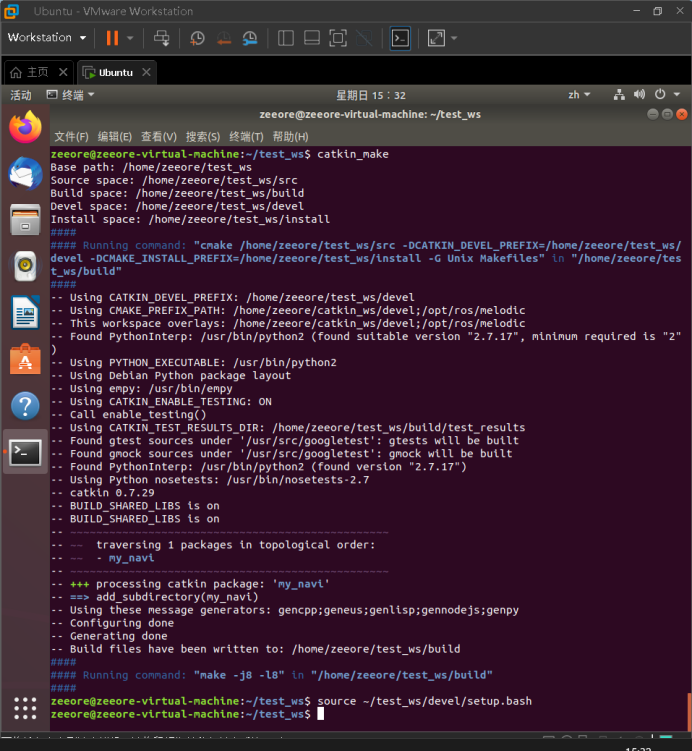 Ubuntu - VMware Workstation
Workstation
主页
Ubuntu
活动
终端
星期日 15：32
zh
zeeore@zeeore-virtual-machine: ~/test_ws
文件(F) 编辑(E) 查看(V) 搜索(S) 终端(T) 帮助(H)
zeeore@zeeore-virtual-machine:~/test_ws$ catkin_make
Base path: /home/zeeore/test_ws
Source space: /home/zeeore/test_ws/src
Build space: /home/zeeore/test_ws/build
Devel space: /home/zeeore/test_ws/devel
Install space: /home/zeeore/test_ws/install
####
#### Running command: "cmake /home/zeeore/test_ws/src -DCATKIN_DEVEL_PREFIX=/home/zeeore/test_ws/
devel -DCMAKE_INSTALL_PREFIX=/home/zeeore/test_ws/install -G Unix Makefiles" in "/home/zeeore/tes
t_ws/build"
####
-- Using CATKIN_DEVEL_PREFIX: /home/zeeore/test_ws/devel
-- Using CMAKE_PREFIX_PATH: /home/zeeore/catkin_ws/devel;/opt/ros/melodic
-- This workspace overlays: /home/zeeore/catkin_ws/devel;/opt/ros/melodic
-- Found PythonInterp: /usr/bin/python2 (found suitable version "2.7.17", minimum required is "2"
)
-- Using PYTHON_EXECUTABLE: /usr/bin/python2
-- Using Debian Python package layout
-- Using empy: /usr/bin/empy
-- Using CATKIN_ENABLE_TESTING: ON
-- Call enable_testing()
-- Using CATKIN_TEST_RESULTS_DIR: /home/zeeore/test_ws/build/test_results
-- Found gtest sources under '/usr/src/googletest': gtests will be built
-- Found gmock sources under '/usr/src/googletest': gmock will be built
-- Found PythonInterp: /usr/bin/python2 (found version "2.7.17")
-- Using Python nosetests: /usr/bin/nosetests-2.7
-- catkin 0.7.29
-- BUILD_SHARED_LIBS is on
-- BUILD_SHARED_LIBS is on
-- ~~~~~~~~~~~~~~~~~~~~~~~~~~~~~~~~~~~~~~~~~~~~~~~~~
-- ~~  traversing 1 packages in topological order:
-- ~~  - my_navi
-- ~~~~~~~~~~~~~~~~~~~~~~~~~~~~~~~~~~~~~~~~~~~~~~~~~
-- +++ processing catkin package: 'my_navi'
-- ==> add_subdirectory(my_navi)
-- Using these message generators: gencpp;geneus;genlisp;gennodejs;genpy
-- Configuring done
-- Generating done
-- Build files have been written to: /home/zeeore/test_ws/build
####
#### Running command: "make -j8 -l8" in "/home/zeeore/test_ws/build"
####
zeeore@zeeore-virtual-machine:~/test_ws$ source ~/test_ws/devel/setup.bash
zeeore@zeeore-virtual-machine:~/test_ws$